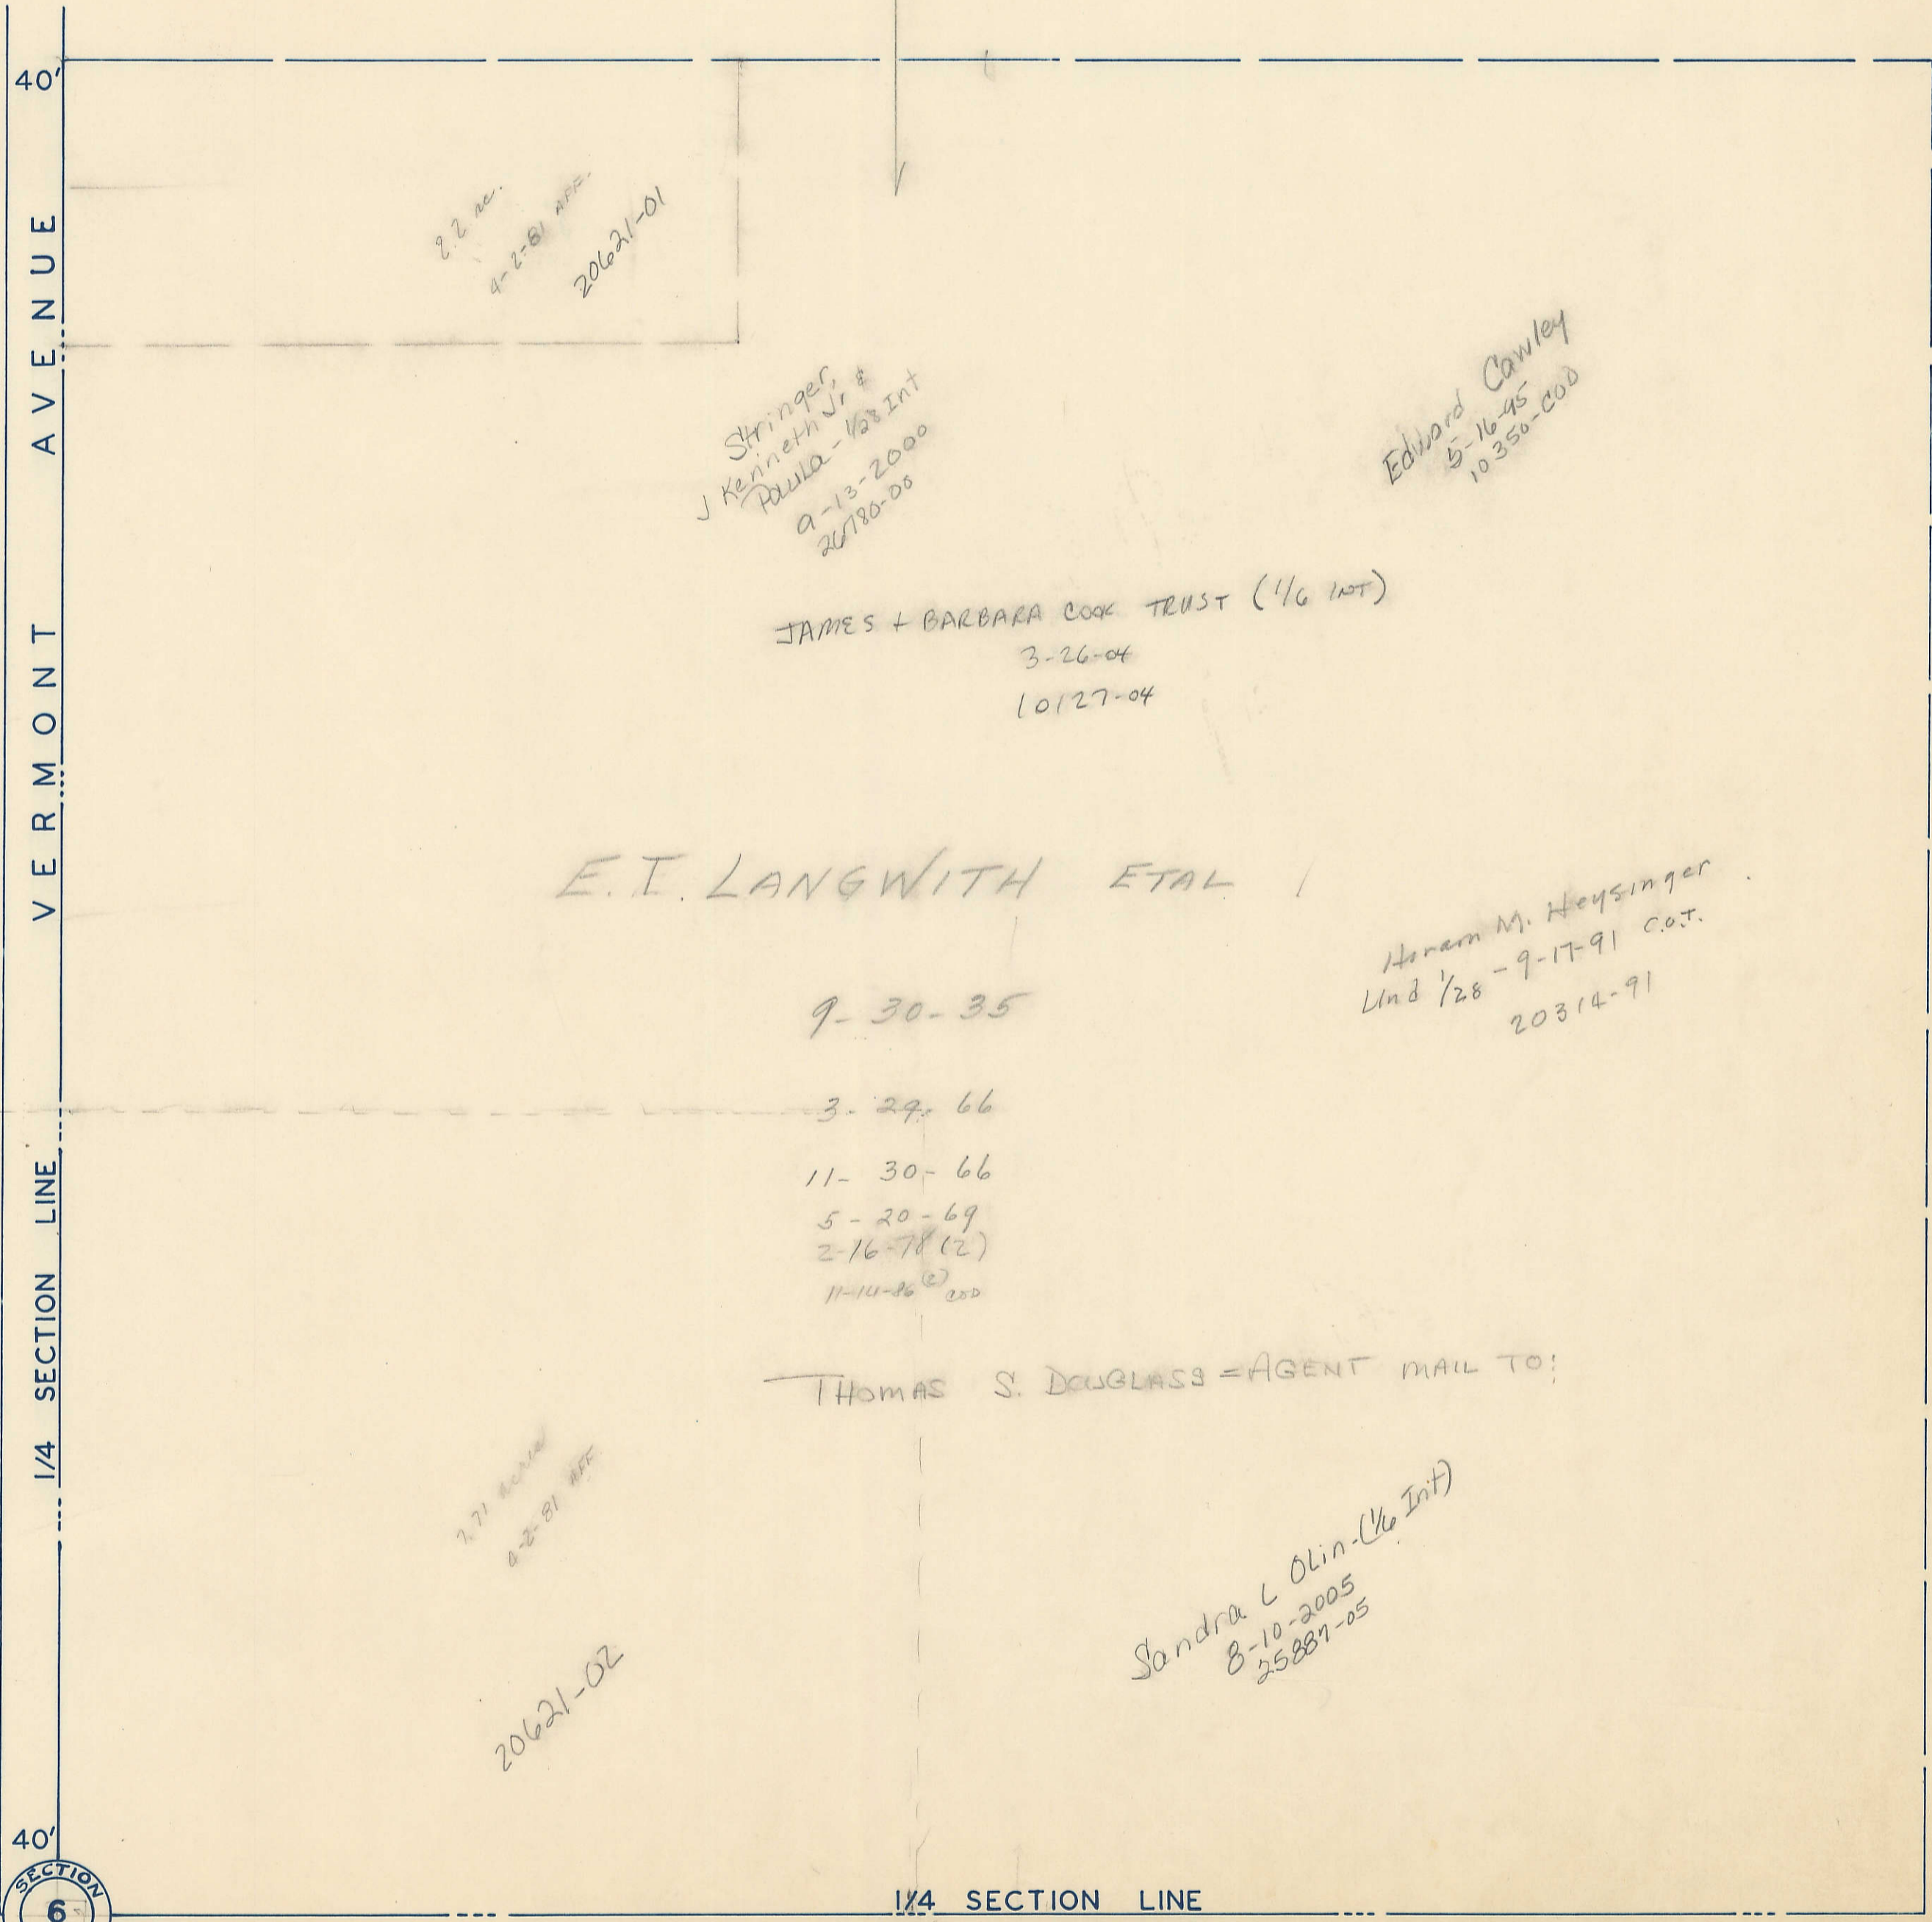 40'
2.2 ac.
4-2-81 AFF.
20621-01
VERMONT AVENUE
Stringer,
J Kenneth Jr &
Paula - 1/28 Int
9-13-2000
26780-00
Edward Cawley
5-16-95
10350-COD
JAMES + BARBARA COOK TRUST (1/6 INT)
3-26-04
10127-04
E.I. LANGWITH ETAL
Hiram M. Heysinger
Und 1/28 - 9-17-91 C.O.T.
20314-91
9-30-35
3-29-66
11-30-66
5-20-69
2-16-78 (2)
11-14-86 (2) COD
1/4 SECTION LINE
THOMAS S. DOUGLASS = AGENT MAIL TO:
4-2-81 AFF
20621-02
Sandra L Olin - (1/6 Int)
8-10-2005
25887-05
40'
SECTION
6
1/4 SECTION LINE